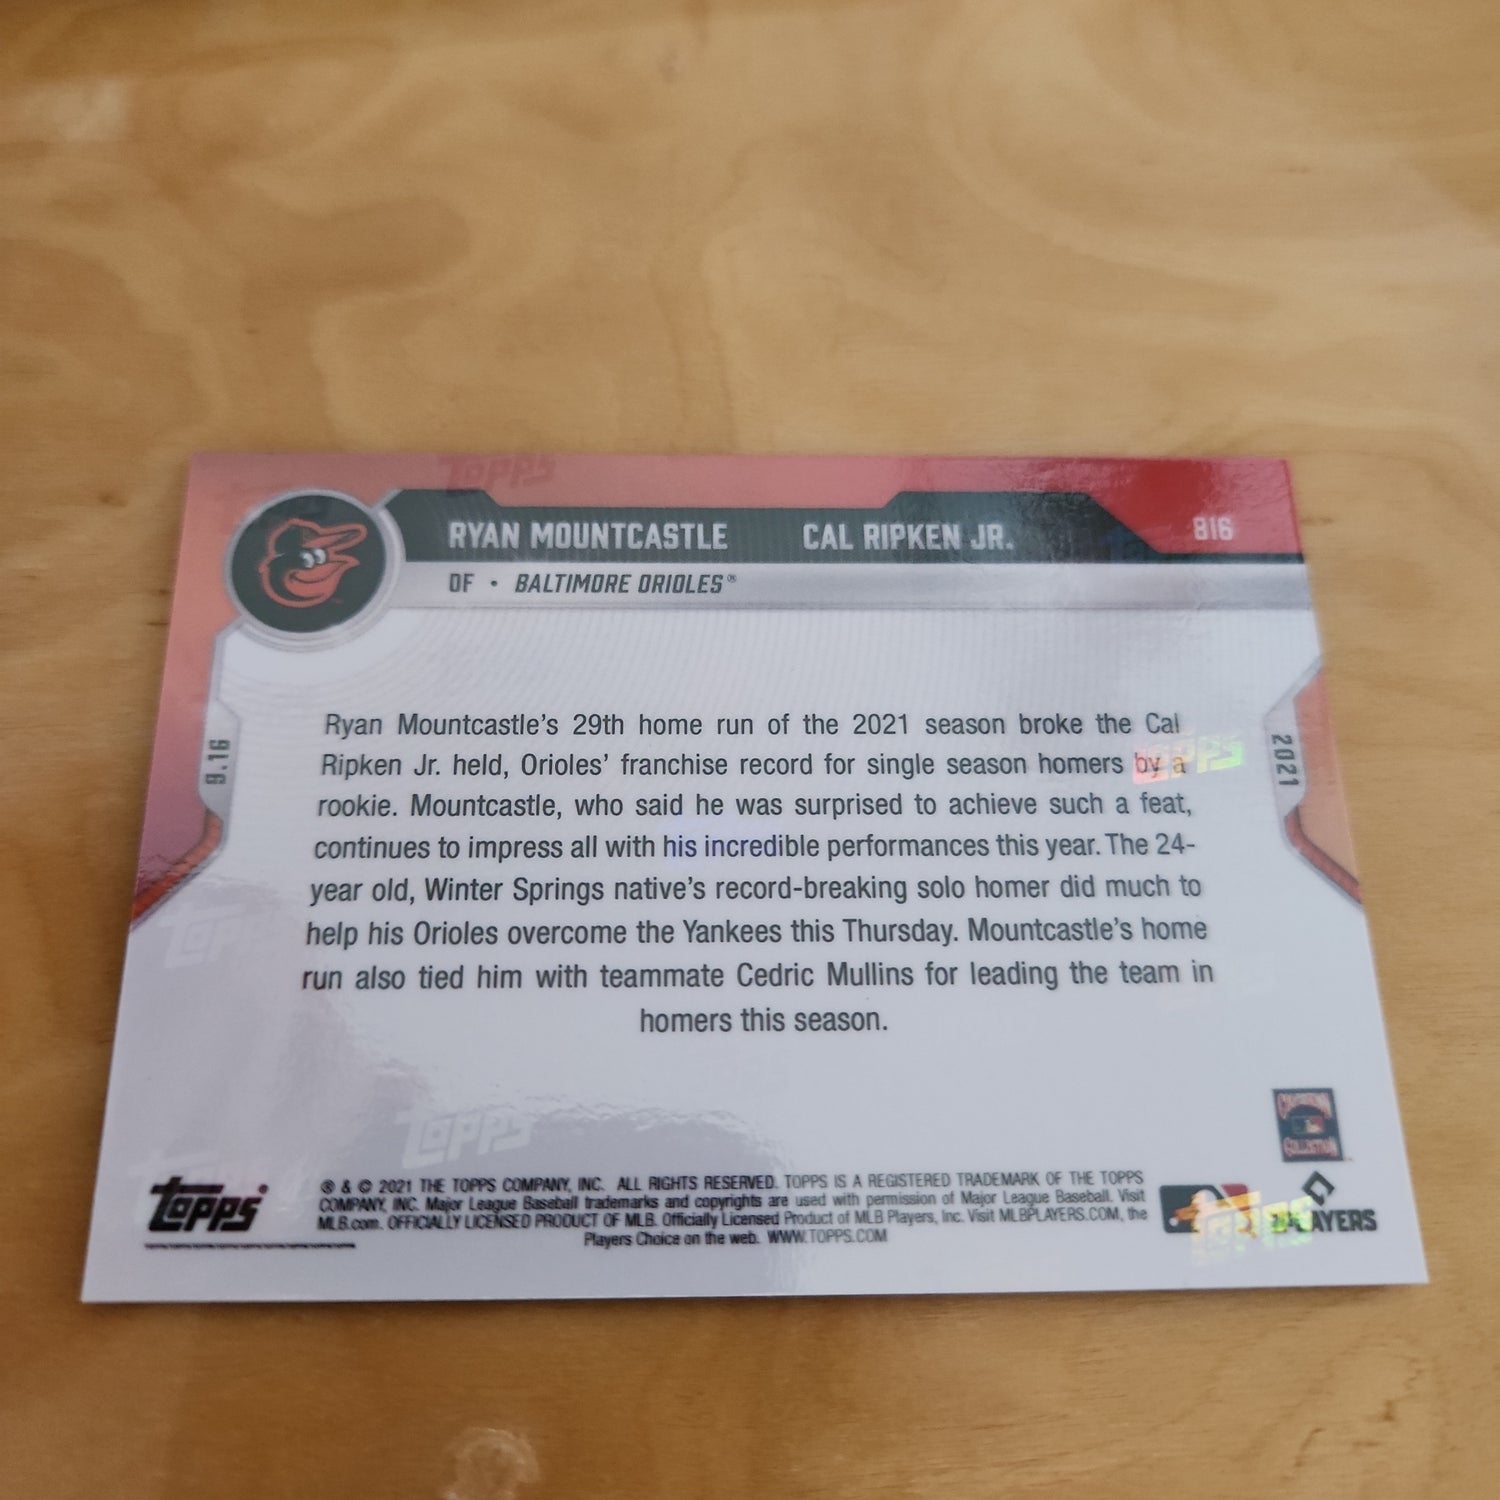 Topps
RYAN MOUNTCASTLE CAL RIPKEN JR. 816
OF • BALTIMORE ORIOLES®
9.16
2021
Ryan Mountcastle's 29th home run of the 2021 season broke the Cal
Ripken Jr. held, Orioles' franchise record for single season homers by a
rookie. Mountcastle, who said he was surprised to achieve such a feat,
continues to impress all with his incredible performances this year. The 24-
year old, Winter Springs native's record-breaking solo homer did much to
help his Orioles overcome the Yankees this Thursday. Mountcastle's home
run also tied him with teammate Cedric Mullins for leading the team in
homers this season.
Topps
Topps
Topps
COLLECTION
Topps®
® & © 2021 THE TOPPS COMPANY, INC. ALL RIGHTS RESERVED. TOPPS IS A REGISTERED TRADEMARK OF THE TOPPS
COMPANY, INC. Major League Baseball trademarks and copyrights are used with permission of Major League Baseball. Visit
MLB.com. OFFICIALLY LICENSED PRODUCT OF MLB. Officially Licensed Product of MLB Players, Inc. Visit MLBPLAYERS.COM, the
Players Choice on the web. WWW.TOPPS.COM
Topps
PLAYERS